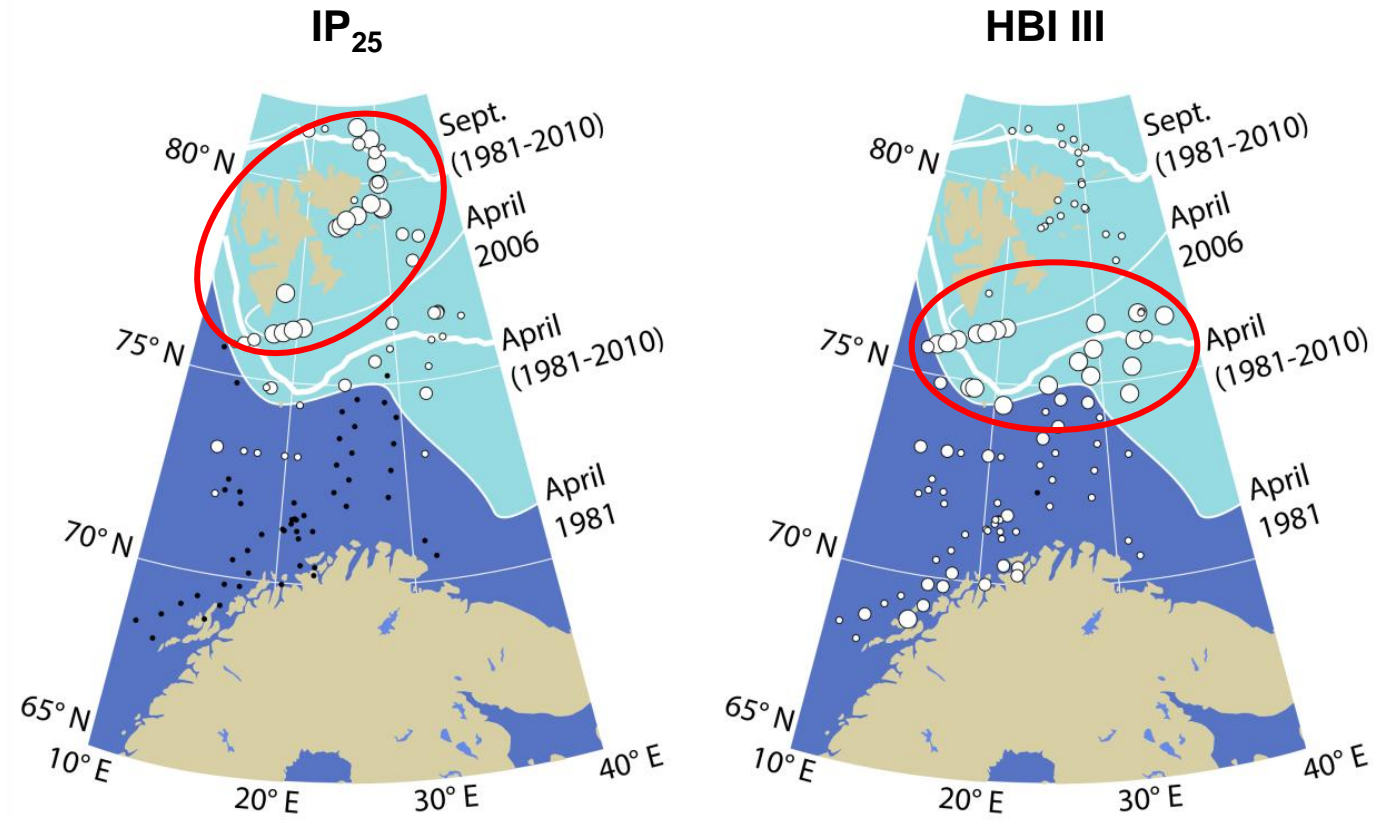 IP25
HBI III
Sept.
(1981-2010)
80° N
April
2006
75° N
April
(1981-2010)
April
1981
70° N
65° N
10° E
20° E
30° E
40° E
Sept.
(1981-2010)
80° N
April
2006
75° N
April
(1981-2010)
April
1981
70° N
65° N
10° E
20° E
30° E
40° E